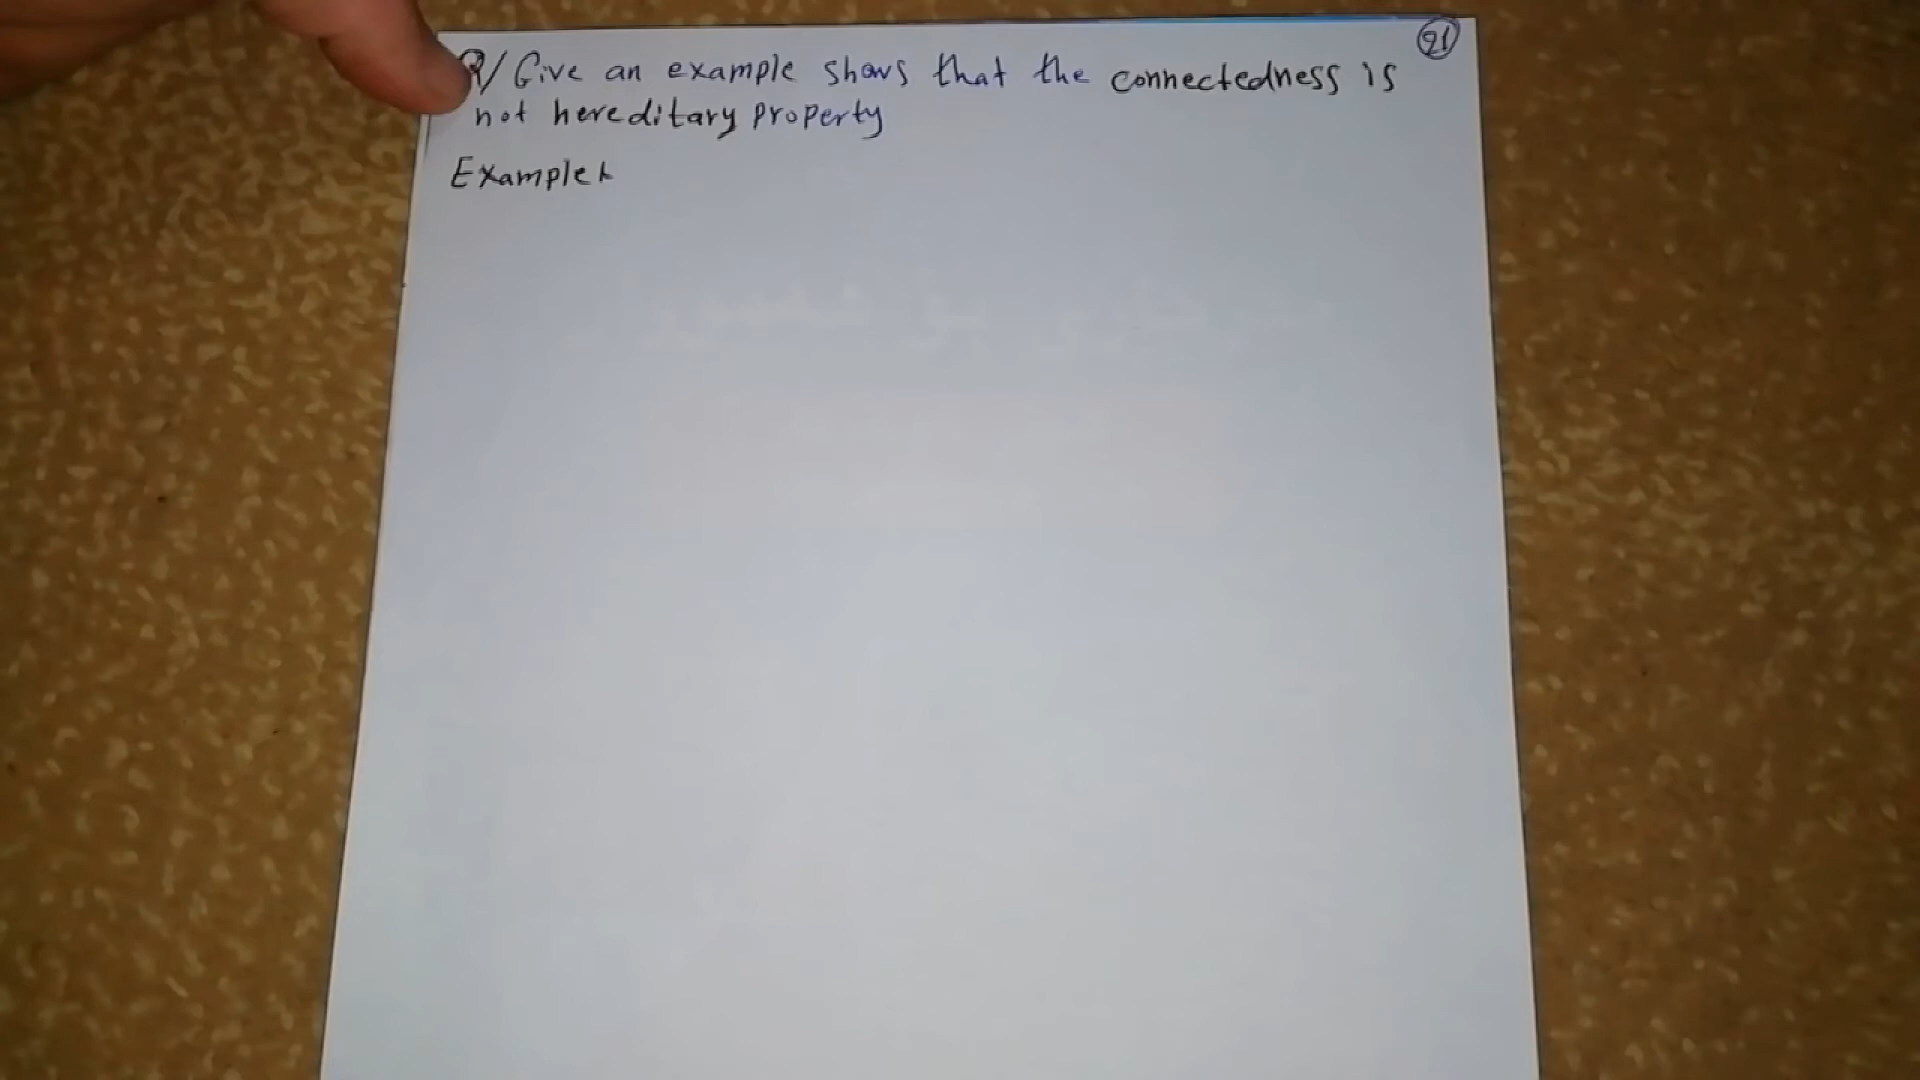 21
Q/ Give an example shows that the connectedness is
not hereditary property
Example: